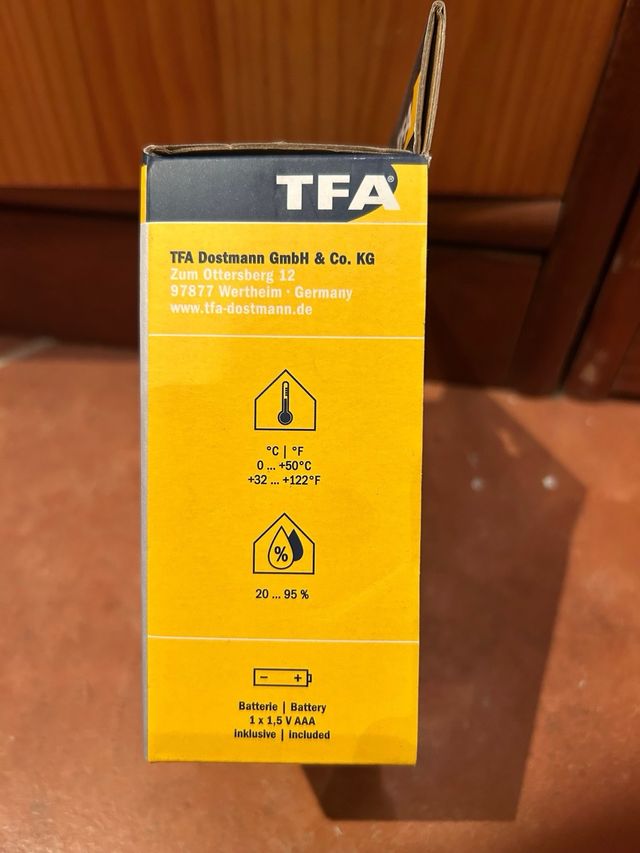 TFA®
TFA Dostmann GmbH & Co. KG
Zum Ottersberg 12
97877 Wertheim · Germany
www.tfa-dostmann.de
°C | °F
0 ... +50°C
+32 ... +122°F
%
20 ... 95 %
- +
Batterie | Battery
1 x 1,5 V AAA
inklusive | included